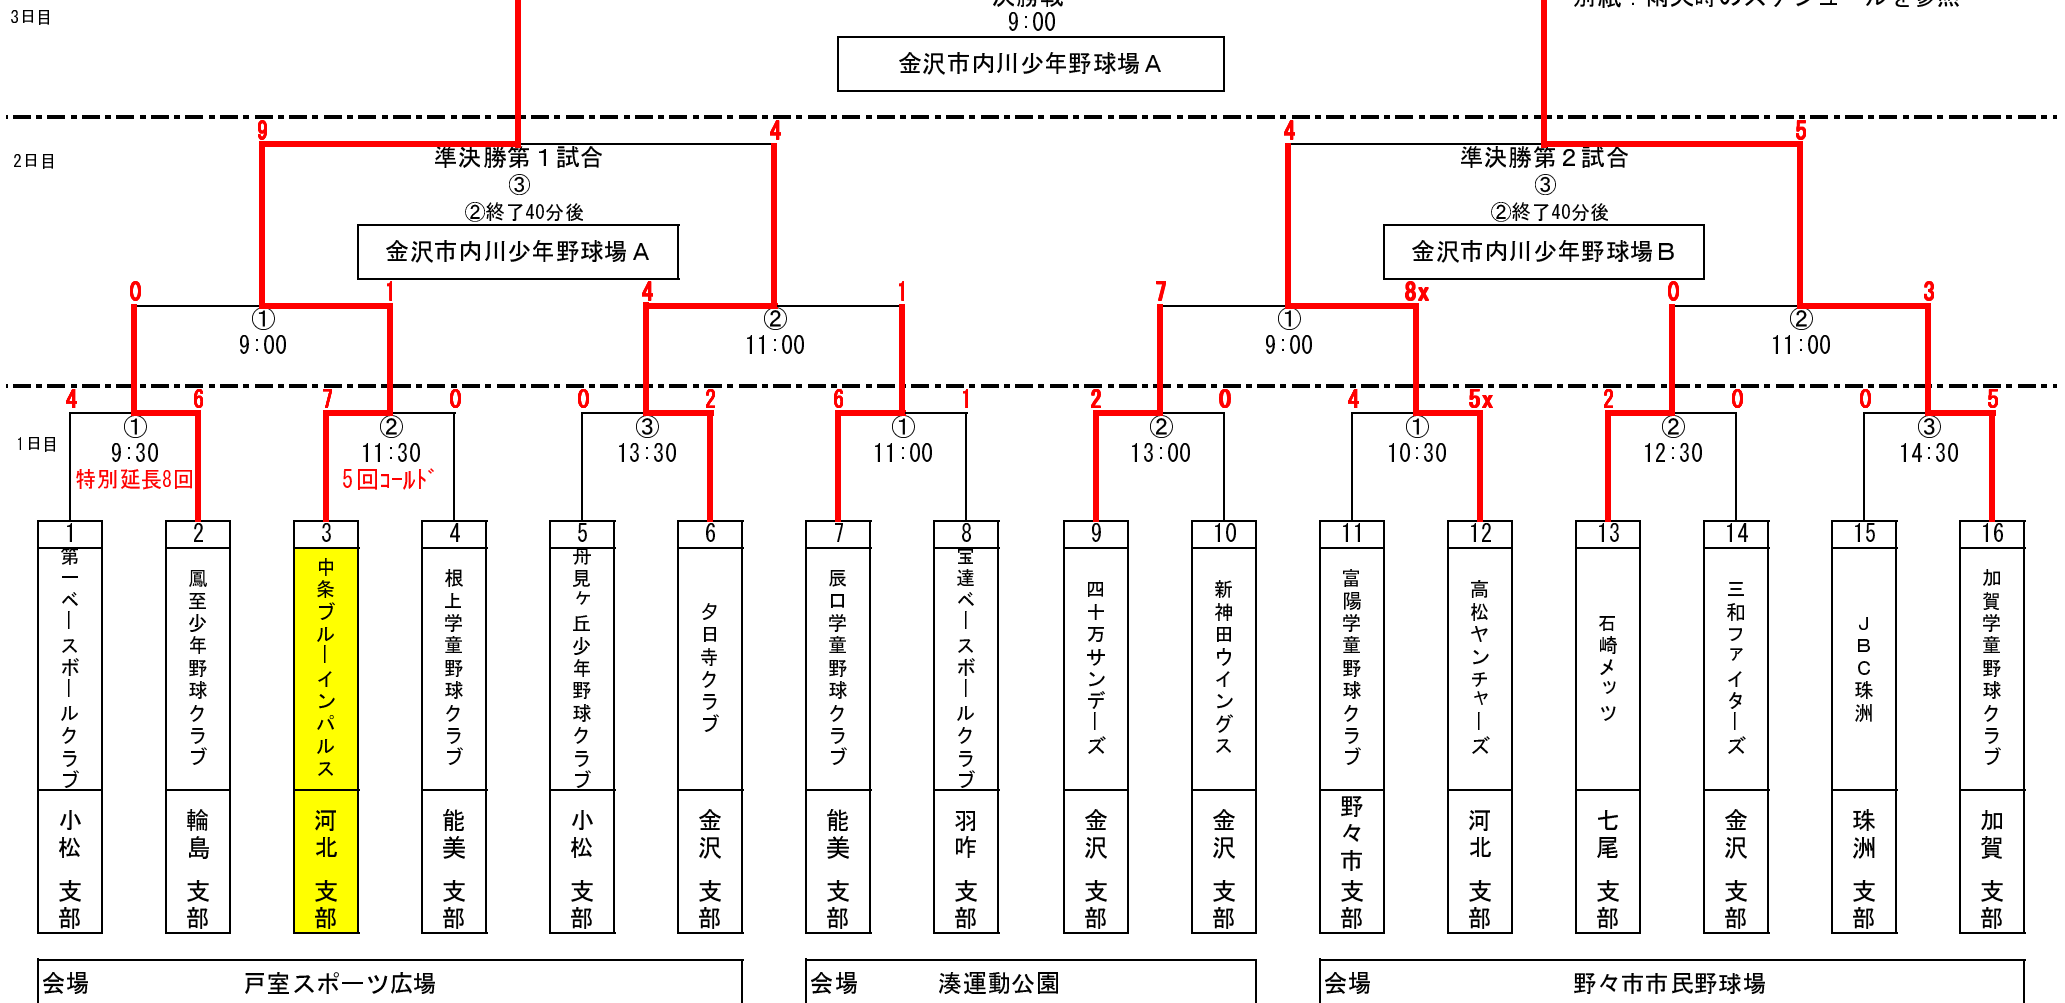 3日目
9:00
金沢市内川少年野球場A
9
4
4
5
2日目
準決勝第1試合
準決勝第2試合
③
③
②終了40分後
②終了40分後
金沢市内川少年野球場A
金沢市内川少年野球場B
0
1
4
1
7
8x
0
3
①
②
①
②
9:00
11:00
9:00
11:00
4
6
7
0
0
2
6
1
2
0
4
5x
2
0
0
5
1日目
①
②
③
①
②
①
②
③
9:30
11:30
13:30
11:00
13:00
10:30
12:30
14:30
特別延長8回
5回コールド
1
2
3
4
5
6
7
8
9
10
11
12
13
14
15
16
第一ベースボールクラブ
鳳至少年野球クラブ
中条ブルーインパルス
根上学童野球クラブ
舟見ヶ丘少年野球クラブ
夕日寺クラブ
辰口学童野球クラブ
宝達ベースボールクラブ
四十万サンデーズ
新神田ウイングス
富陽学童野球クラブ
高松ヤンチャーズ
石崎メッツ
三和ファイターズ
JBC珠洲
加賀学童野球クラブ
小松 支部
輪島 支部
河北 支部
能美 支部
小松 支部
金沢 支部
能美 支部
羽咋 支部
金沢 支部
金沢 支部
野々市 支部
河北 支部
七尾 支部
金沢 支部
珠洲 支部
加賀 支部
会場 戸室スポーツ広場
会場 湊運動公園
会場 野々市市民野球場